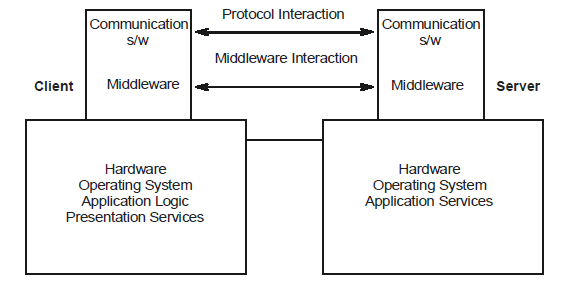 Communication
s/w
Protocol Interaction
Communication
s/w
Middleware Interaction
Client
Middleware
Middleware
Server
Hardware
Operating System
Application Logic
Presentation Services
Hardware
Operating System
Application Services